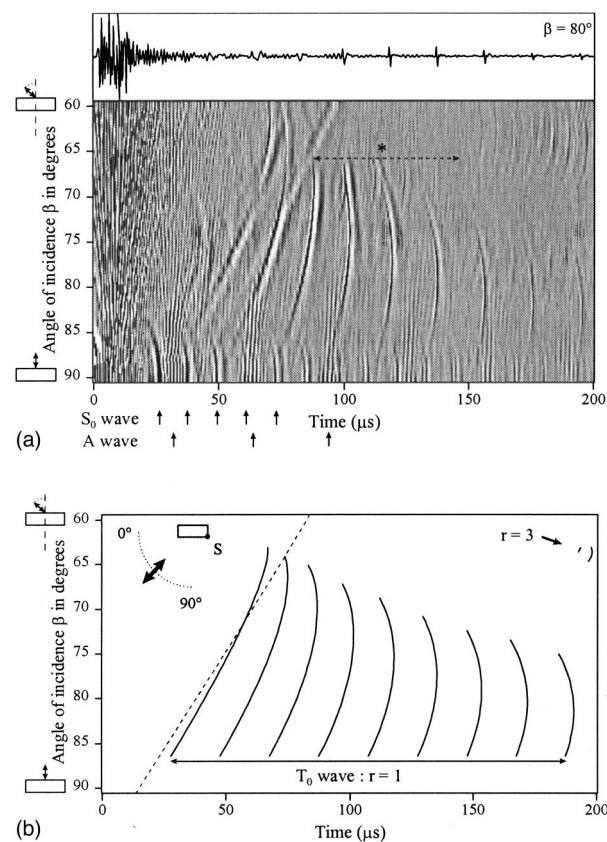 β = 80°
Angle of incidence β in degrees
60
65
70
75
80
85
90
*
0
50
100
150
200
Time (μs)
S₀ wave
A wave
(a)
Angle of incidence β in degrees
60
65
70
75
80
85
90
0°
S
90°
r = 3
T₀ wave : r = 1
0
50
100
150
200
Time (μs)
(b)